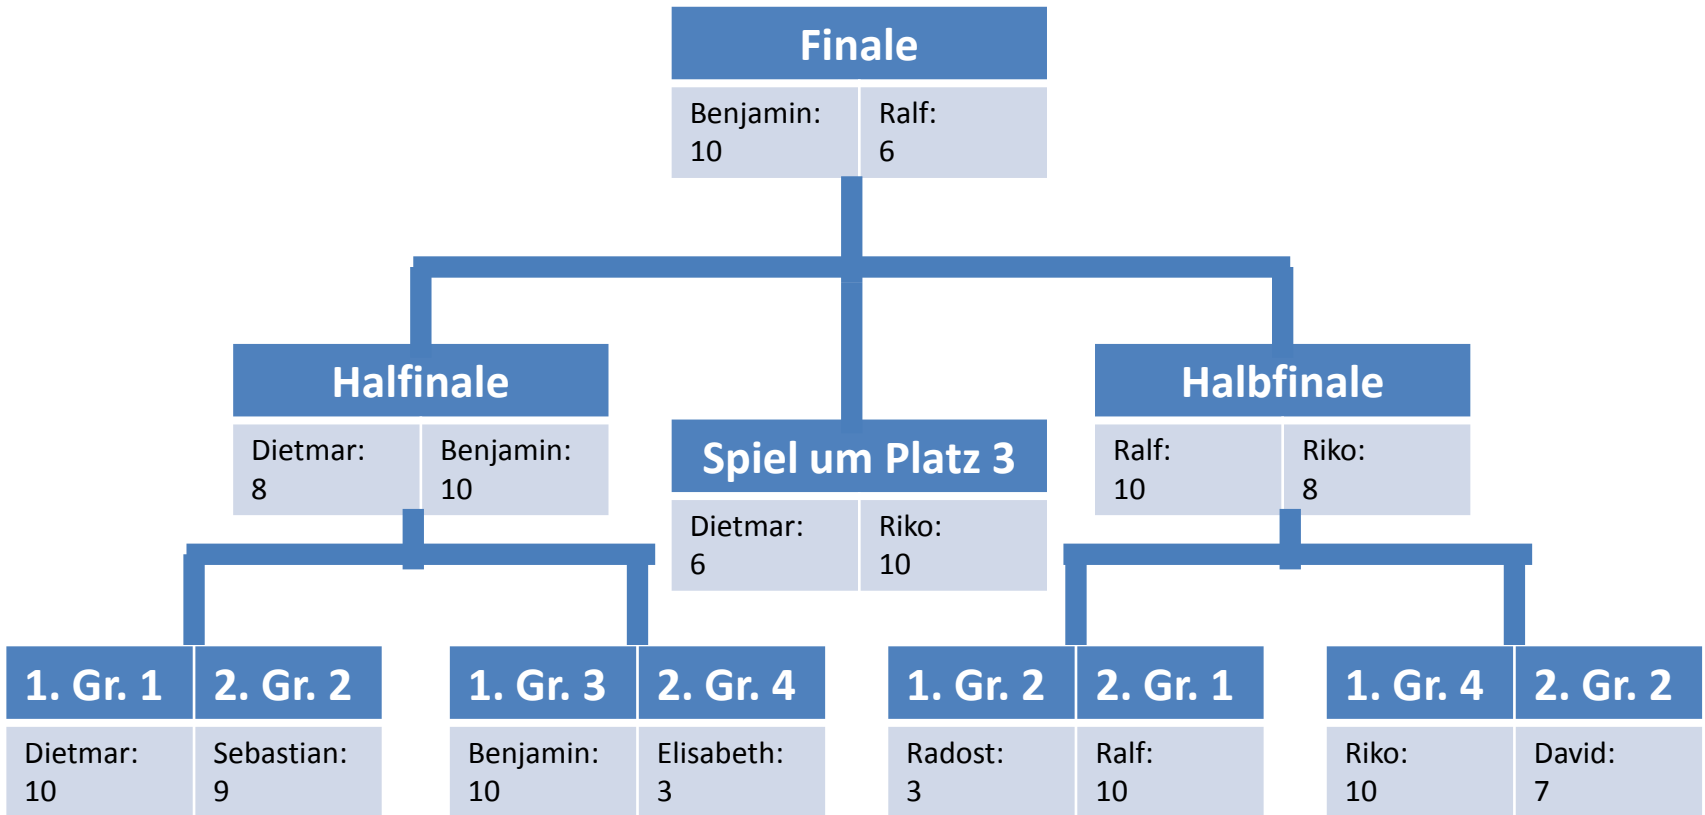 Finale
Benjamin: Ralf:
10 6
Halfinale Halbfinale
Dietmar: Benjamin: Ralf: Riko:
8 10 10 8
Spiel um Platz 3
Dietmar: Riko:
6 10
1. Gr. 1 2. Gr. 2 1. Gr. 3 2. Gr. 4 1. Gr. 2 2. Gr. 1 1. Gr. 4 2. Gr. 2
Dietmar: Sebastian: Benjamin: Elisabeth: Radost: Ralf: Riko: David:
10 9 10 3 3 10 10 7